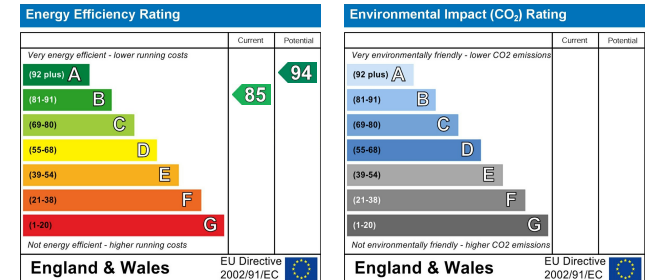 Energy Efficiency Rating
Current Potential
Very energy efficient - lower running costs
(92 plus) A
94
(81-91) B
85
(69-80) C
(55-68) D
(39-54) E
(21-38) F
(1-20) G
Not energy efficient - higher running costs
England & Wales
EU Directive
2002/91/EC
Environmental Impact (CO2) Rating
Current Potential
Very environmentally friendly - lower CO2 emissions
(92 plus) A
(81-91) B
(69-80) C
(55-68) D
(39-54) E
(21-38) F
(1-20) G
Not environmentally friendly - higher CO2 emissions
England & Wales
EU Directive
2002/91/EC